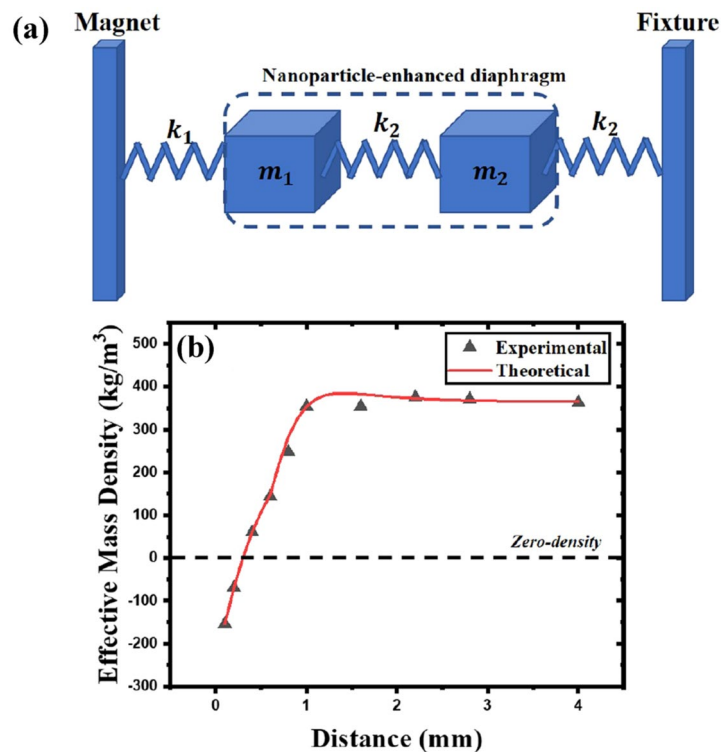 (a)
Magnet
Fixture
Nanoparticle-enhanced diaphragm
k₁
k₂
k₂
m₁
m₂
(b)
Experimental
Theoretical
Effective Mass Density (kg/m³)
500
400
300
200
100
0
-100
-200
-300
Zero-density
0 1 2 3 4
Distance (mm)